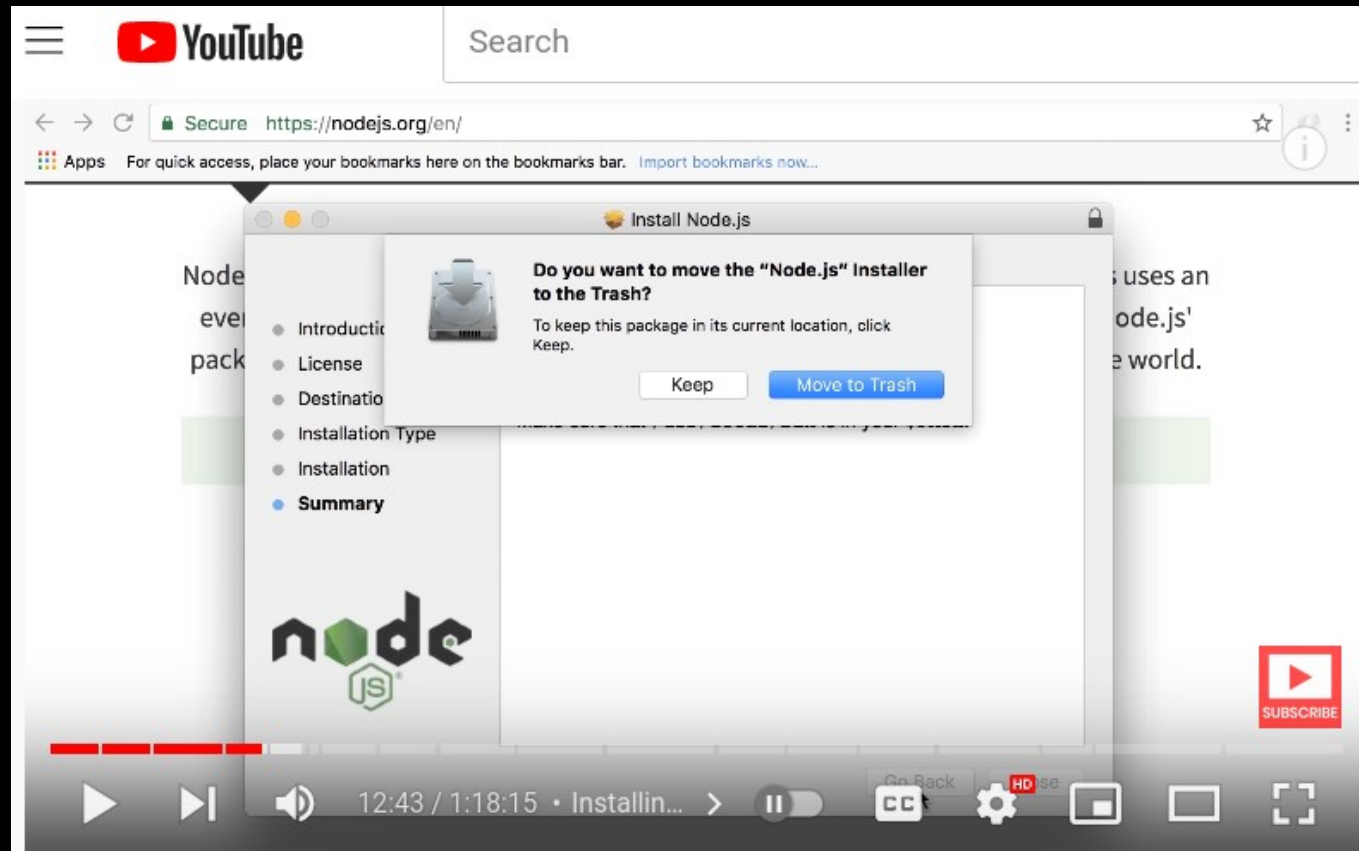 YouTube
Search
Secure https://nodejs.org/en/
Apps For quick access, place your bookmarks here on the bookmarks bar. Import bookmarks now...
Install Node.js
Do you want to move the “Node.js” Installer
to the Trash?
To keep this package in its current location, click
Keep.
Keep Move to Trash
Node
s uses an
ode.js'
pack
e world.
License
Installation Type
Installation
Summary
node
JS
SUBSCRIBE
Go Back
12:43 / 1:18:15 • Installin...
CC
HD